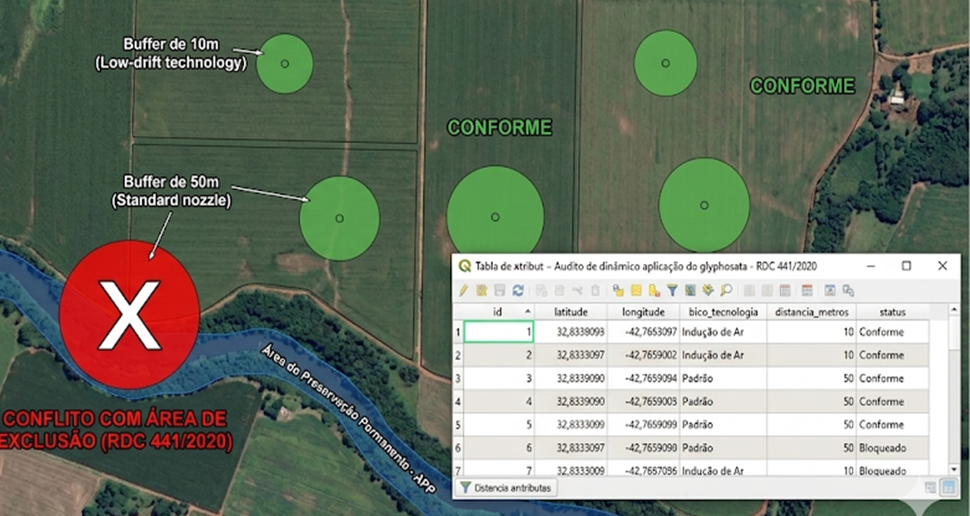 Buffer de 10m
(Low-drift technology)
CONFORME
CONFORME
Buffer de 50m
(Standard nozzle)
X
CONFLITO COM ÁREA DE
EXCLUSÃO (RDC 441/2020)
Área do Preservação Pormanonto - APP
Tabla de xtribut – Audito de dinâmico aplicação do glyphosata - RDC 441/2020
id latitude longitude bico_tecnologia distancia_metros status
1 1 32,8339093 -42,7653097 Indução de Ar 10 Conforme
2 2 32,8333097 -42,7659002 Indução de Ar 10 Conforme
3 3 32,8339090 -42,7659094 Padrão 50 Conforme
4 4 32,8339090 -42,7659003 Padrão 50 Conforme
5 5 32,8339099 -42,7659099 Padrão 50 Conforme
6 6 32,8333097 -42,7659090 Padrão 50 Bloqueado
7 7 32,8333009 -42,7667036 Indução de Ar 10 Bloqueado
Distencia antributas